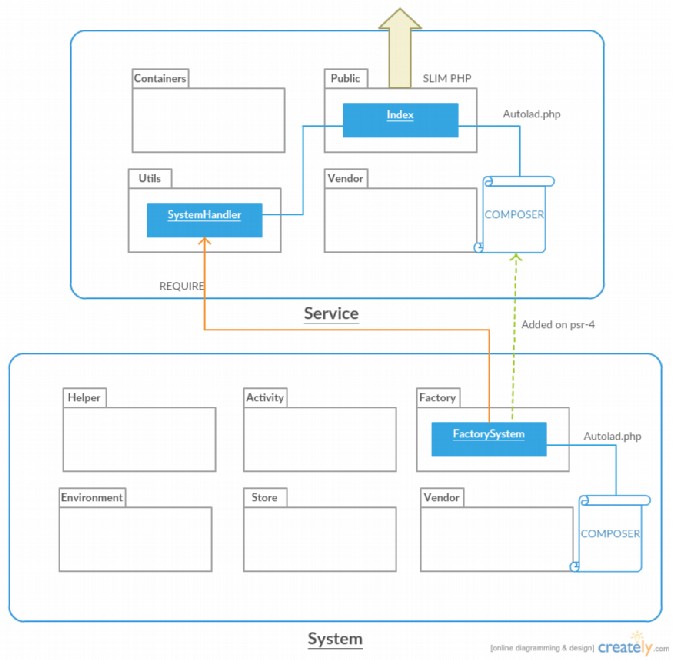 Containers
Public
SLIM PHP
Index
Autolad.php
Utils
Vendor
SystemHandler
COMPOSER
REQUIRE
Service
Added on psr-4
Helper
Activity
Factory
FactorySystem
Autolad.php
Environment
Store
Vendor
COMPOSER
System
[online diagramming & design] creately.com